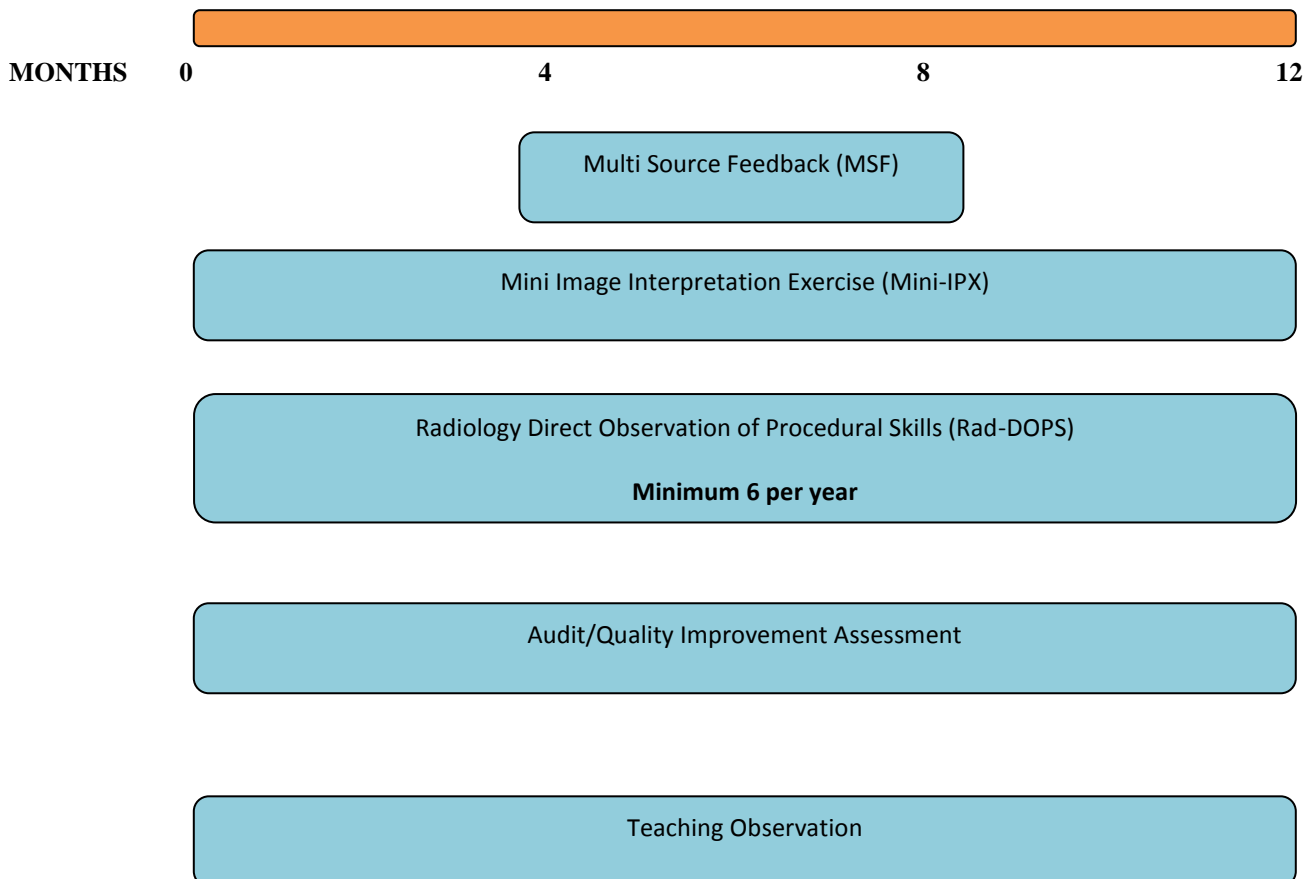 MONTHS 0 4 8 12
Multi Source Feedback (MSF)
Mini Image Interpretation Exercise (Mini-IPX)
Radiology Direct Observation of Procedural Skills (Rad-DOPS)
Minimum 6 per year
Audit/Quality Improvement Assessment
Teaching Observation